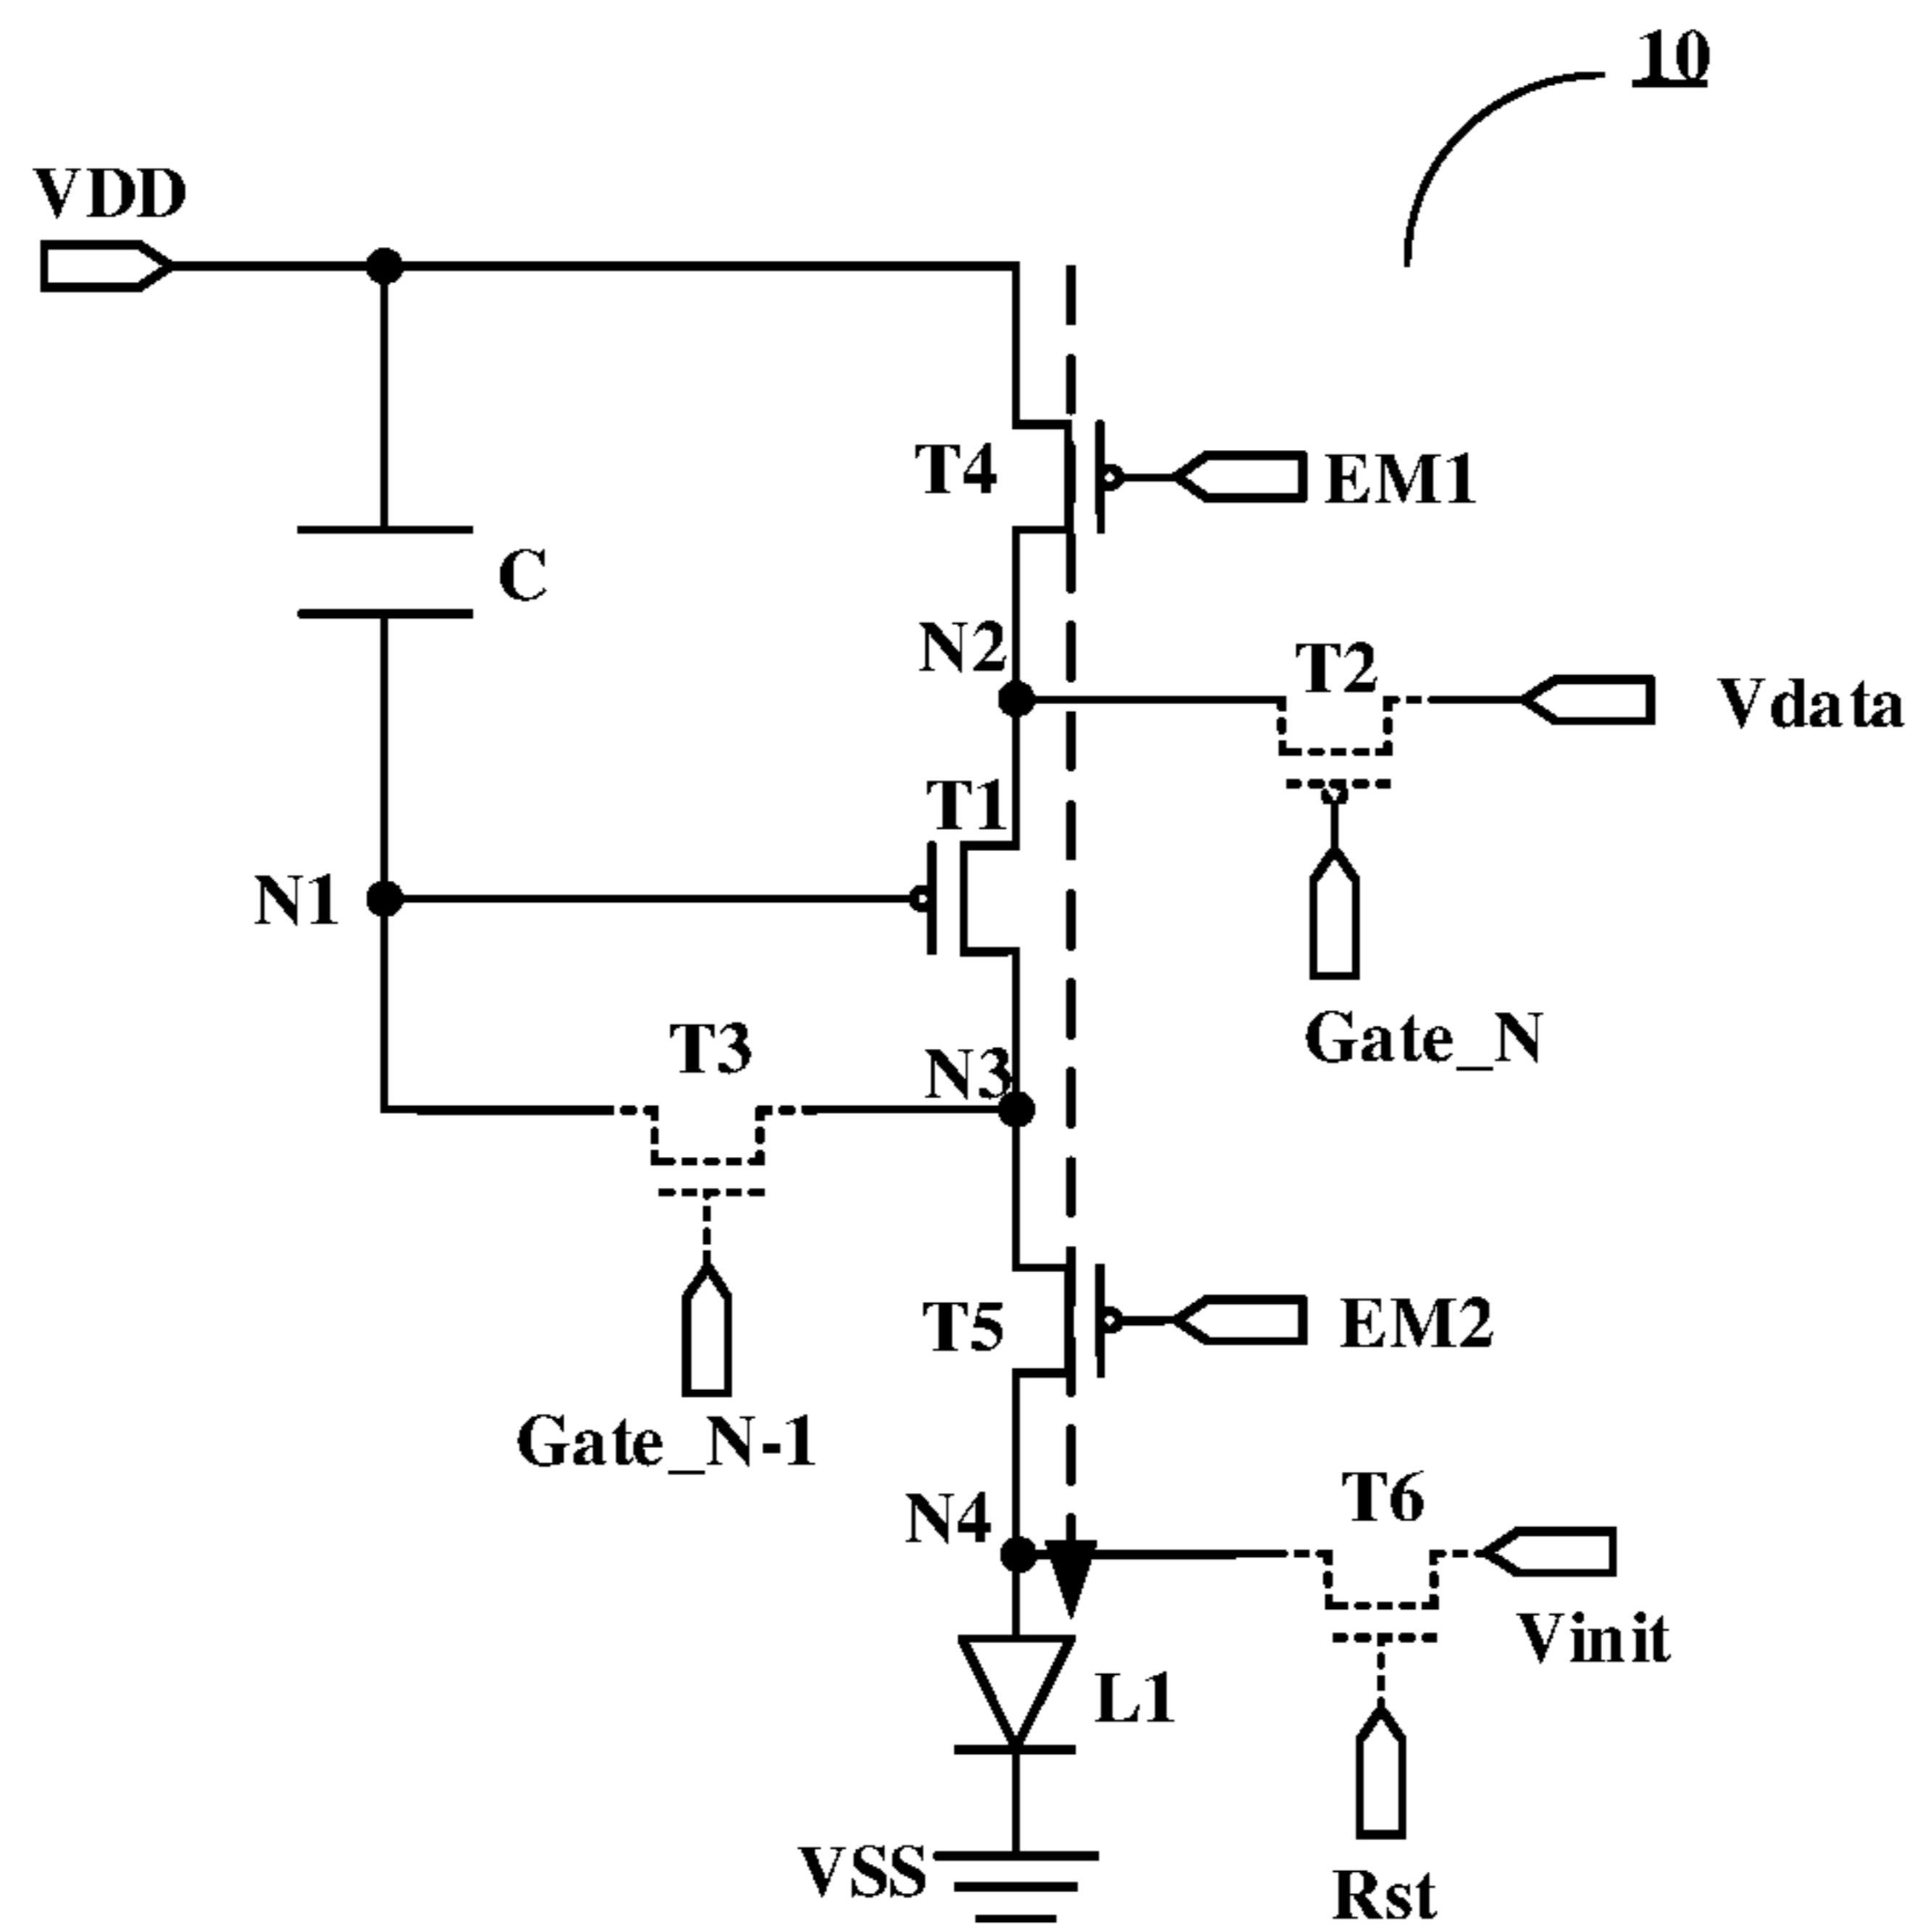 10
VDD
T4
EM1
C
N2
T2
Vdata
T1
N1
Gate_N
T3
N3
T5
EM2
Gate_N-1
N4
T6
Vinit
L1
VSS
Rst